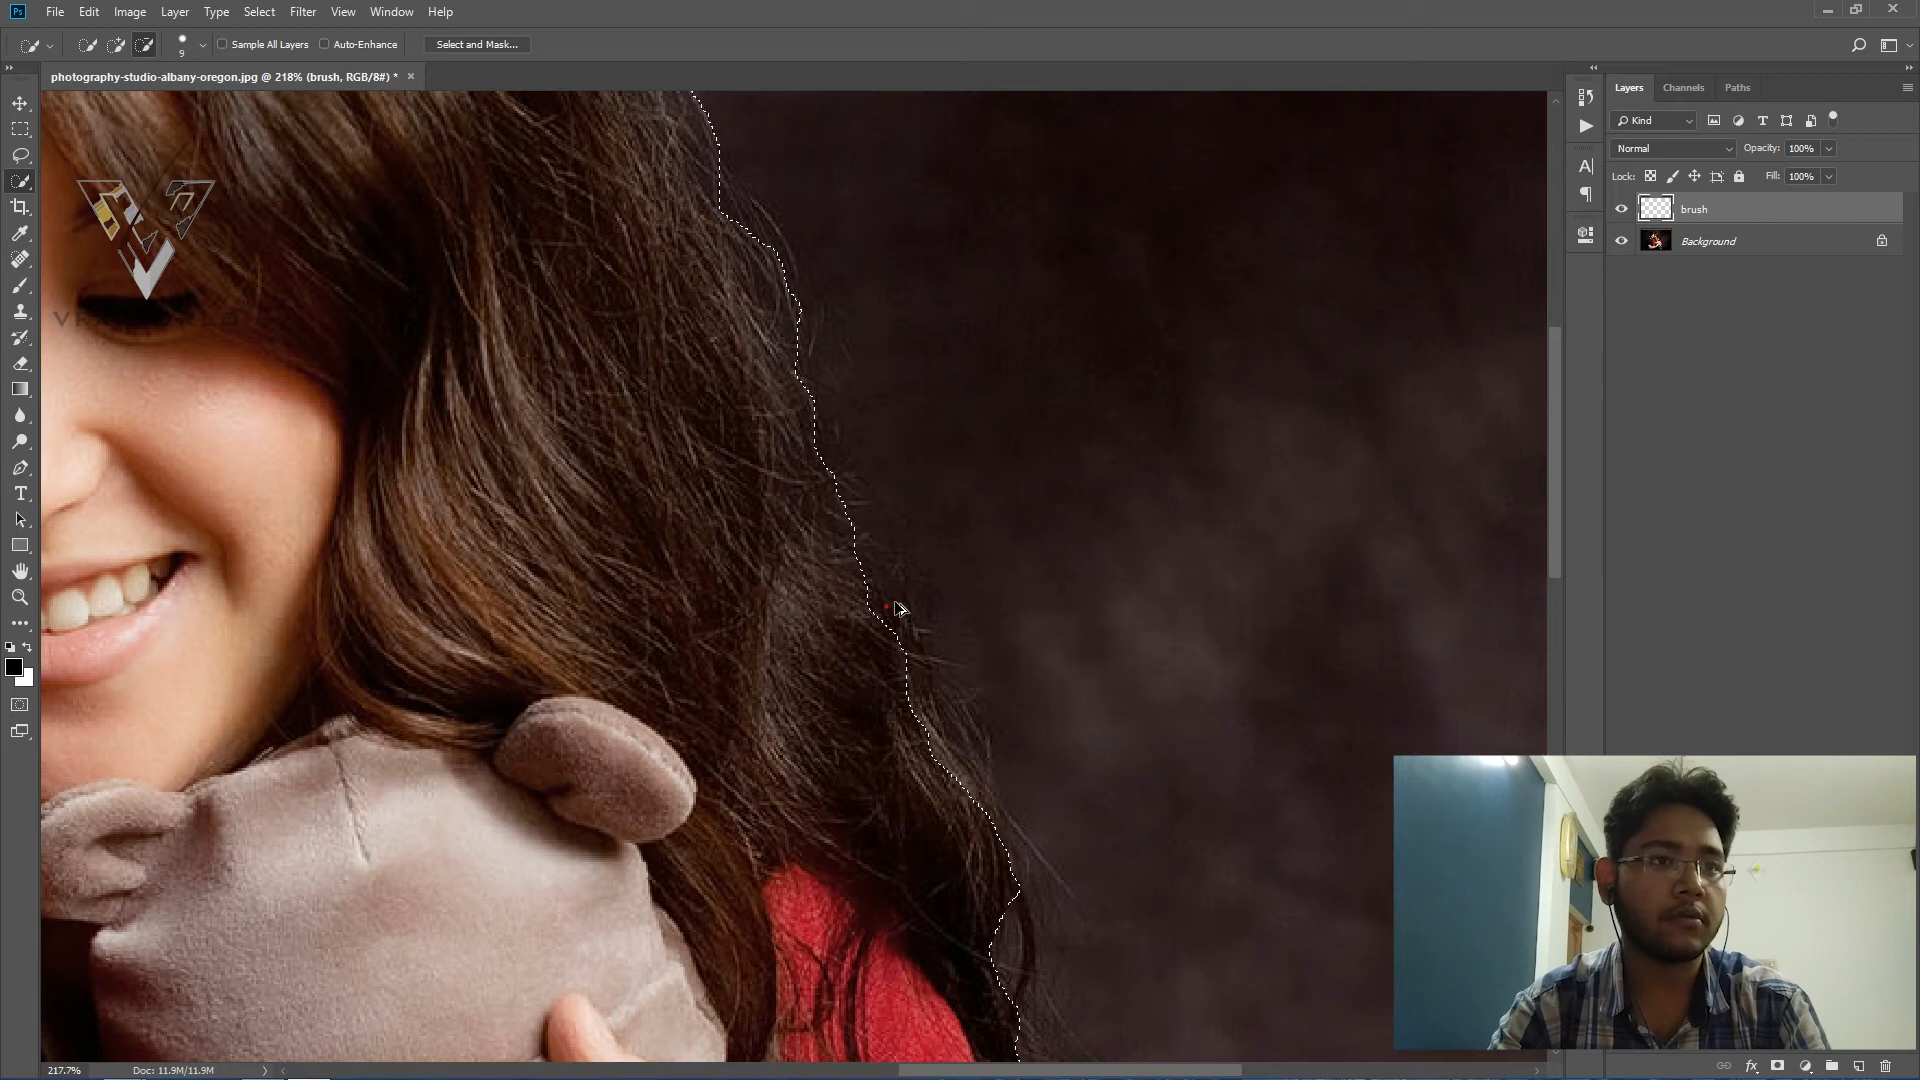 Ps File Edit Image Layer Type Select Filter View Window Help
9 Sample All Layers Auto-Enhance Select and Mask...
photography-studio-albany-oregon.jpg @ 218% (brush, RGB/8#) * ×
Layers Channels Paths
Kind
Normal Opacity: 100%
Lock: Fill: 100%
brush
Background
217.7% Doc: 11.9M/11.9M